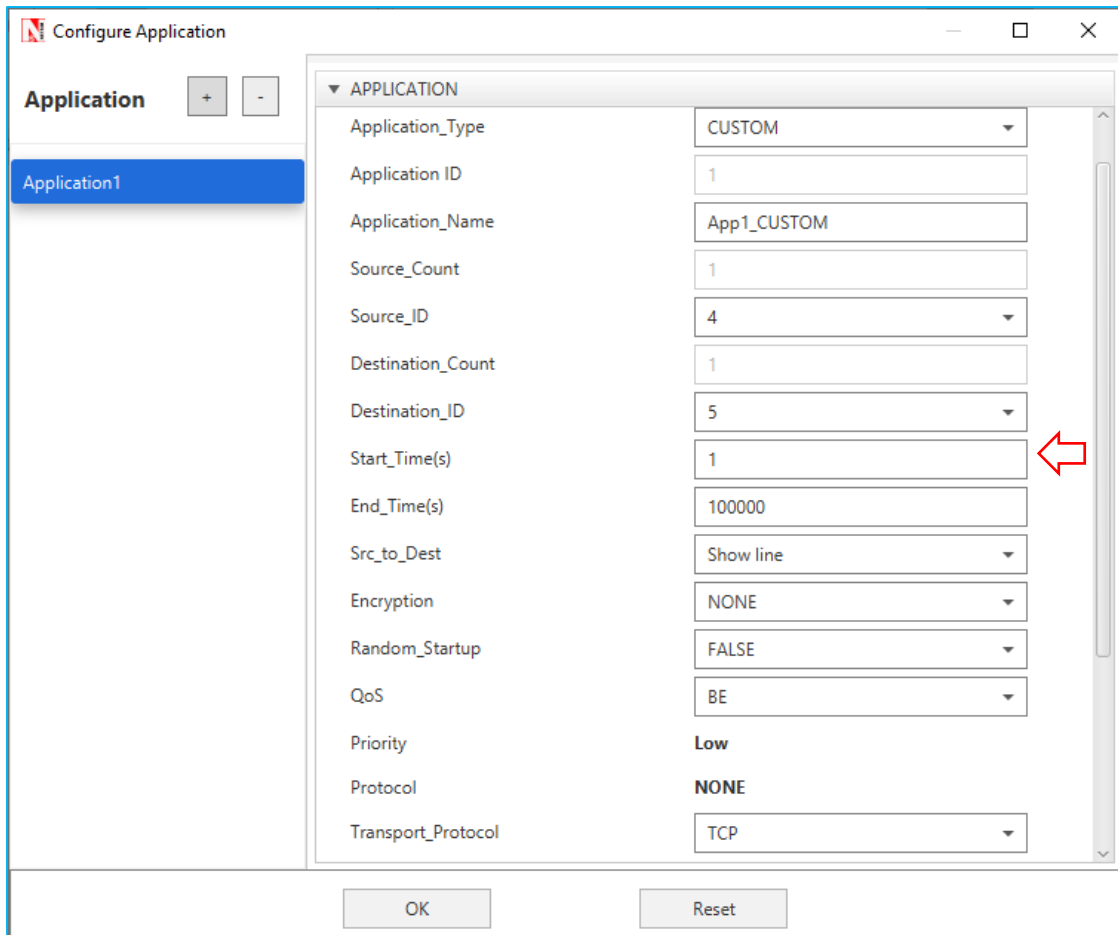 Configure Application
Application + -
Application1
APPLICATION
Application_Type CUSTOM
Application ID 1
Application_Name App1_CUSTOM
Source_Count 1
Source_ID 4
Destination_Count 1
Destination_ID 5
Start_Time(s) 1
End_Time(s) 100000
Src_to_Dest Show line
Encryption NONE
Random_Startup FALSE
QoS BE
Priority Low
Protocol NONE
Transport_Protocol TCP
OK Reset